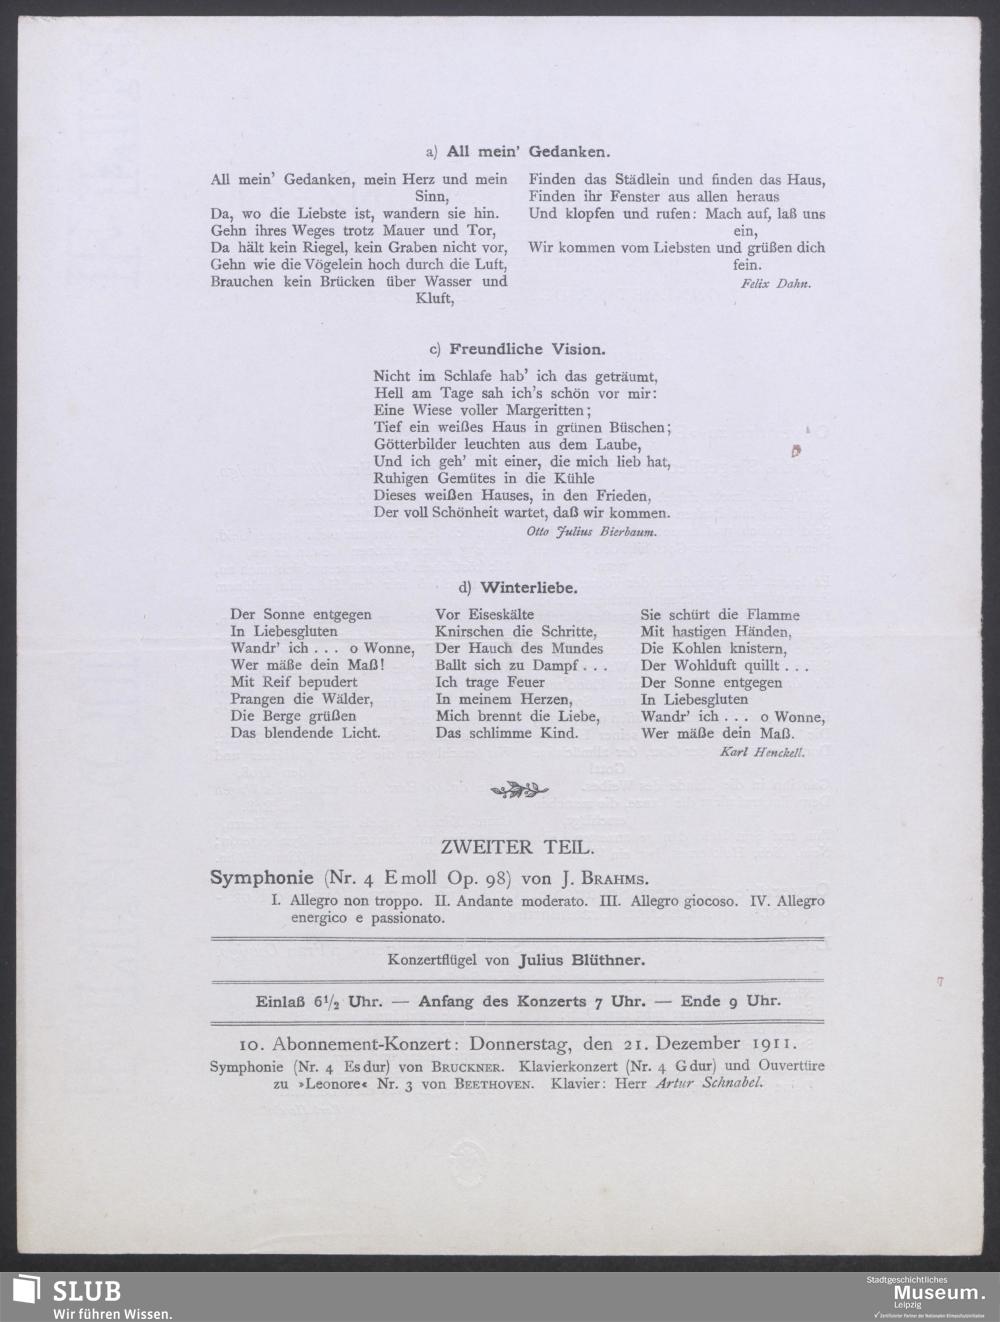 a) All mein' Gedanken.
All mein' Gedanken, mein Herz und mein
Sinn,
Da, wo die Liebste ist, wandern sie hin.
Gehn ihres Weges trotz Mauer und Tor,
Da hält kein Riegel, kein Graben nicht vor,
Gehn wie die Vögelein hoch durch die Luft,
Brauchen kein Brücken über Wasser und
Kluft,
Finden das Städlein und finden das Haus,
Finden ihr Fenster aus allen heraus
Und klopfen und rufen: Mach auf, laß uns
ein,
Wir kommen vom Liebsten und grüßen dich
fein.
Felix Dahn.
c) Freundliche Vision.
Nicht im Schlafe hab' ich das geträumt,
Hell am Tage sah ich's schön vor mir:
Eine Wiese voller Margeritten;
Tief ein weißes Haus in grünen Büschen;
Götterbilder leuchten aus dem Laube,
Und ich geh' mit einer, die mich lieb hat,
Ruhigen Gemütes in die Kühle
Dieses weißen Hauses, in den Frieden,
Der voll Schönheit wartet, daß wir kommen.
Otto Julius Bierbaum.
d) Winterliebe.
Der Sonne entgegen
In Liebesgluten
Wandr' ich . . . o Wonne,
Wer mäße dein Maß!
Mit Reif bepudert
Prangen die Wälder,
Die Berge grüßen
Das blendende Licht.
Vor Eiseskälte
Knirschen die Schritte,
Der Hauch des Mundes
Ballt sich zu Dampf . . .
Ich trage Feuer
In meinem Herzen,
Mich brennt die Liebe,
Das schlimme Kind.
Sie schürt die Flamme
Mit hastigen Händen,
Die Kohlen knistern,
Der Wohlduft quillt . . .
Der Sonne entgegen
In Liebesgluten
Wandr' ich . . . o Wonne,
Wer mäße dein Maß.
Karl Henckell.
ZWEITER TEIL.
Symphonie (Nr. 4 Emoll Op. 98) von J. BRAHMS.
I. Allegro non troppo. II. Andante moderato. III. Allegro giocoso. IV. Allegro
energico e passionato.
Konzertflügel von Julius Blüthner.
Einlaß 6½ Uhr. — Anfang des Konzerts 7 Uhr. — Ende 9 Uhr.
10. Abonnement-Konzert: Donnerstag, den 21. Dezember 1911.
Symphonie (Nr. 4 Esdur) von BRUCKNER. Klavierkonzert (Nr. 4 Gdur) und Ouvertüre
zu »Leonore« Nr. 3 von BEETHOVEN. Klavier: Herr Artur Schnabel.
SLUB
Wir führen Wissen.
Stadtgeschichtliches
Museum.
Leipzig
Zertifizierter Partner der Nationalen Klimaschutzinitiative